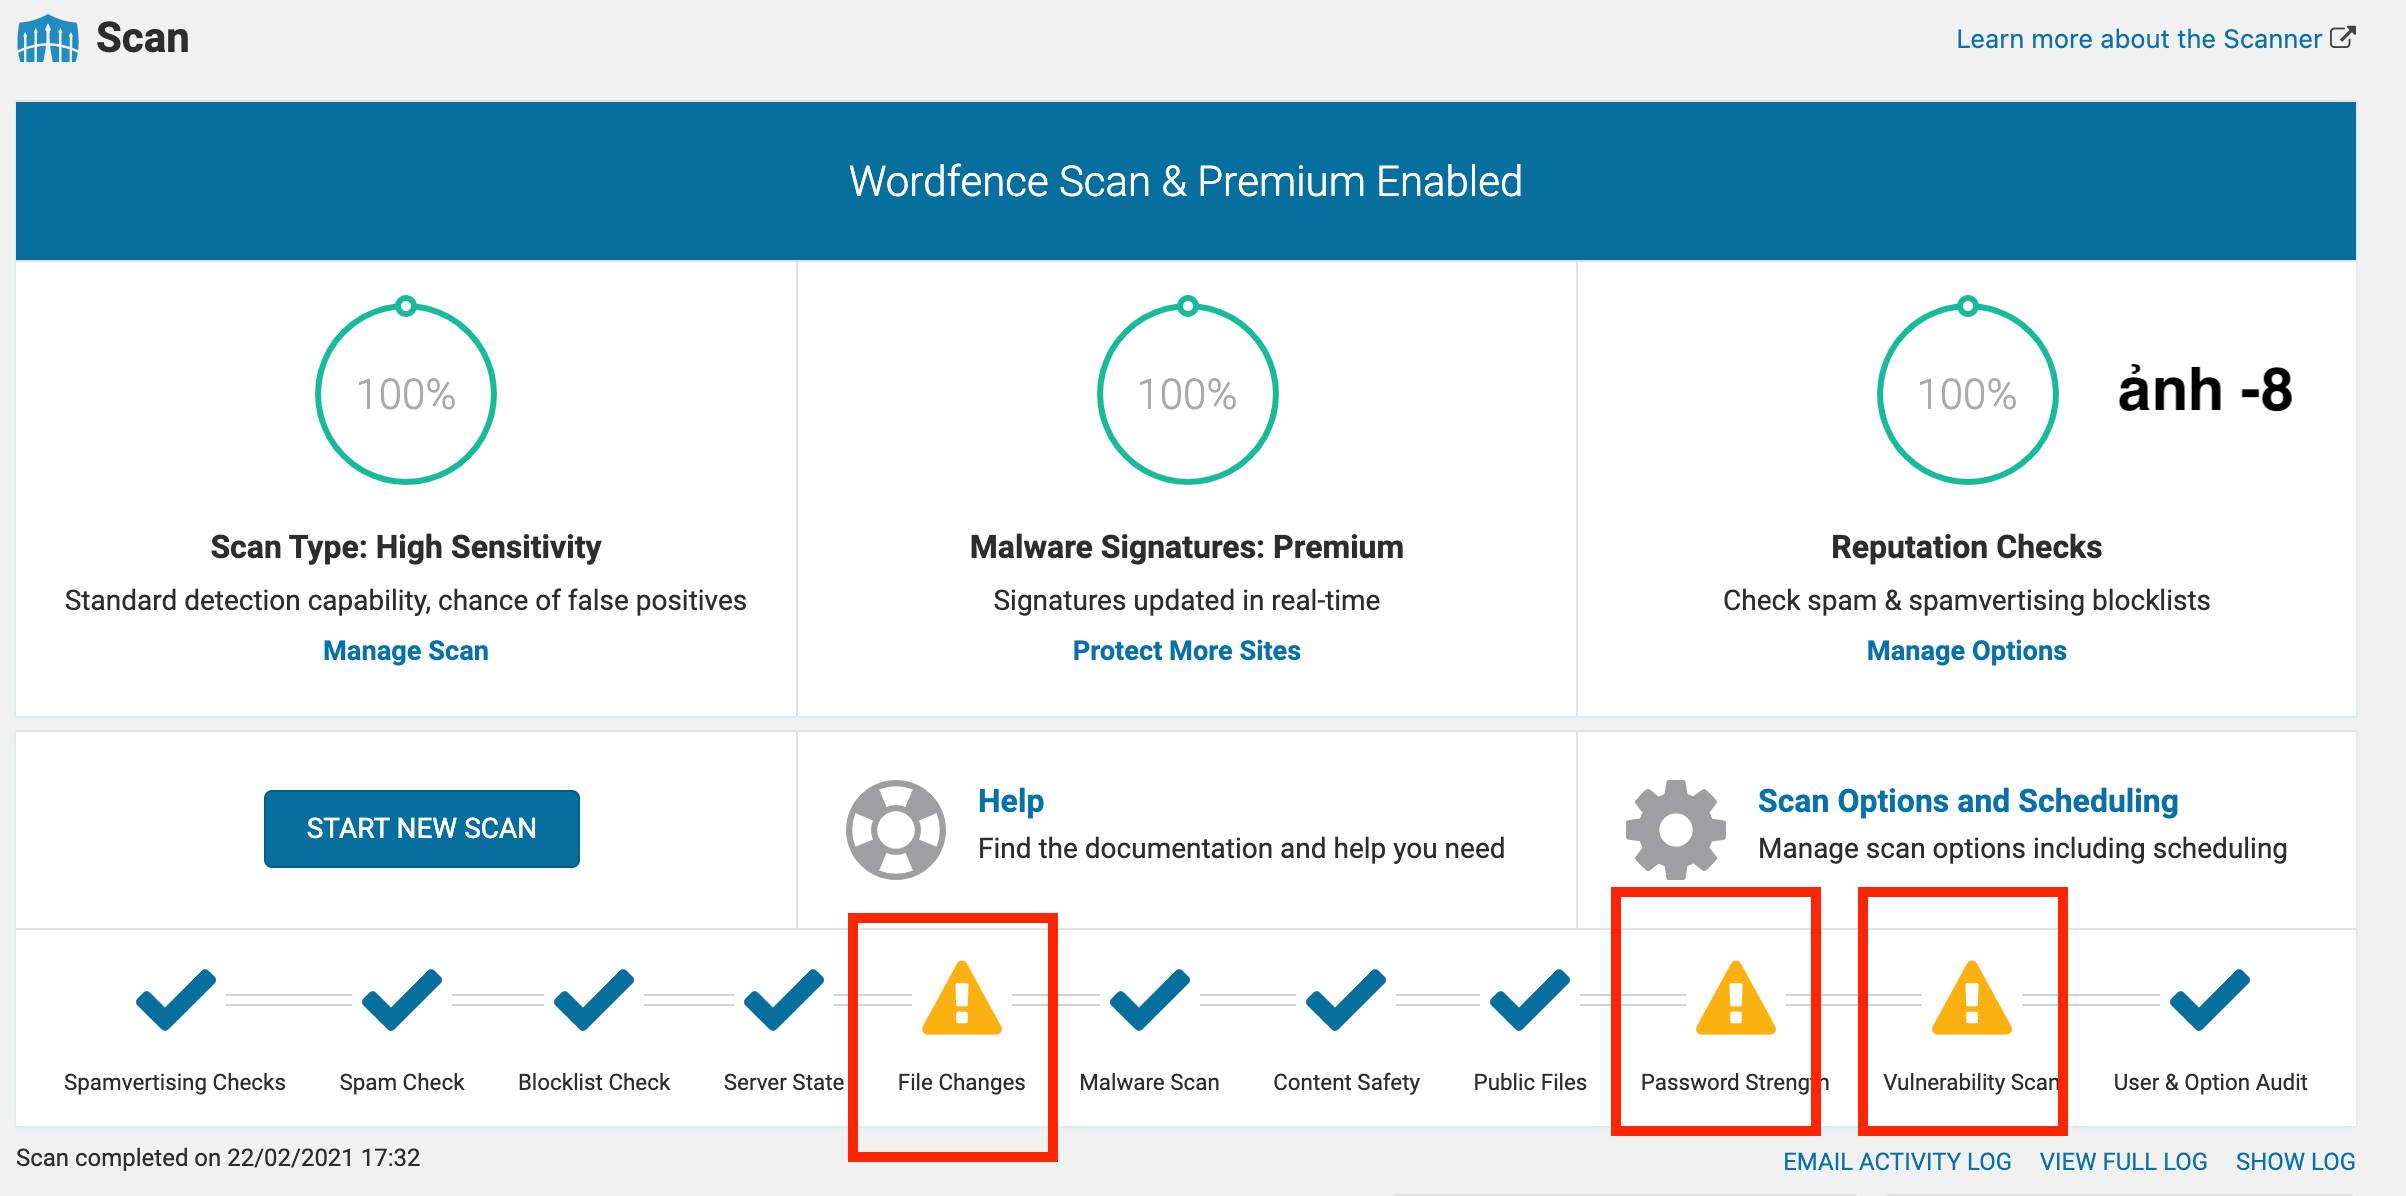 Scan
Learn more about the Scanner
Wordfence Scan & Premium Enabled
100%
100%
100%
ảnh -8
Scan Type: High Sensitivity
Malware Signatures: Premium
Reputation Checks
Standard detection capability, chance of false positives
Signatures updated in real-time
Check spam & spamvertising blocklists
Manage Scan
Protect More Sites
Manage Options
START NEW SCAN
Help
Find the documentation and help you need
Scan Options and Scheduling
Manage scan options including scheduling
Spamvertising Checks
Spam Check
Blocklist Check
Server State
File Changes
Malware Scan
Content Safety
Public Files
Password Strength
Vulnerability Scan
User & Option Audit
Scan completed on 22/02/2021 17:32
EMAIL ACTIVITY LOG
VIEW FULL LOG
SHOW LOG